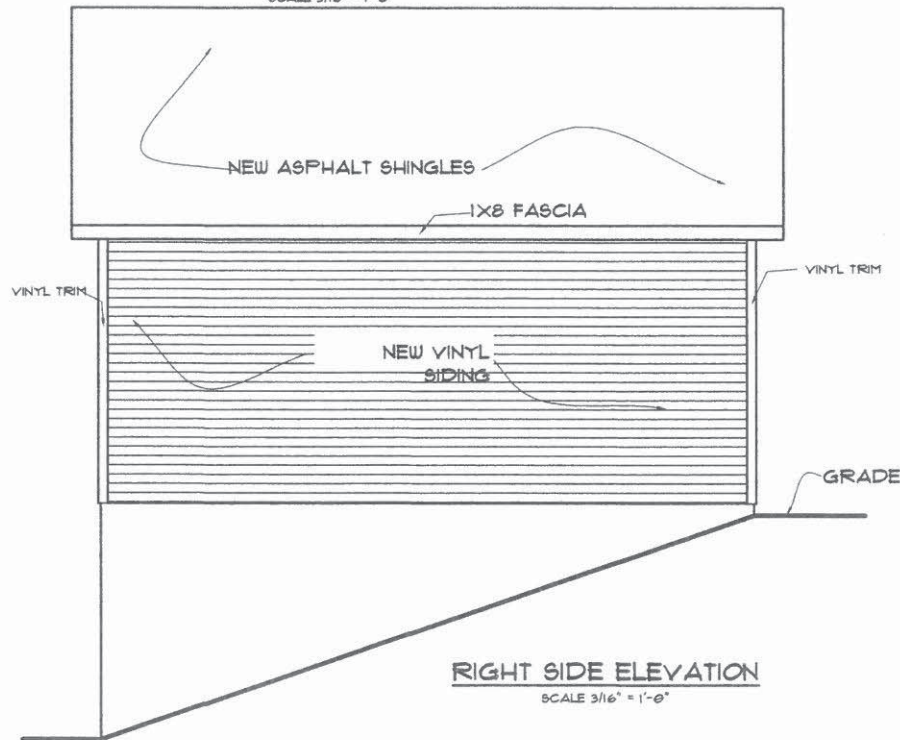 NEW ASPHALT SHINGLES
1X8 FASCIA
VINYL TRIM
VINYL TRIM
NEW VINYL
SIDING
GRADE
RIGHT SIDE ELEVATION
SCALE 3/16" = 1'-0"